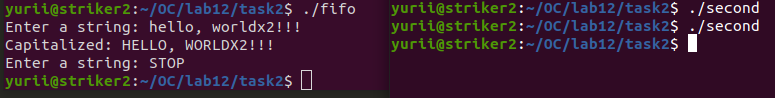 yurii@striker2:~/OC/lab12/task2$ ./fifo
Enter a string: hello, worldx2!!!
Capitalized: HELLO, WORLDX2!!!
Enter a string: STOP
yurii@striker2:~/OC/lab12/task2$
yurii@striker2:~/OC/lab12/task2$ ./second
yurii@striker2:~/OC/lab12/task2$ ./second
yurii@striker2:~/OC/lab12/task2$